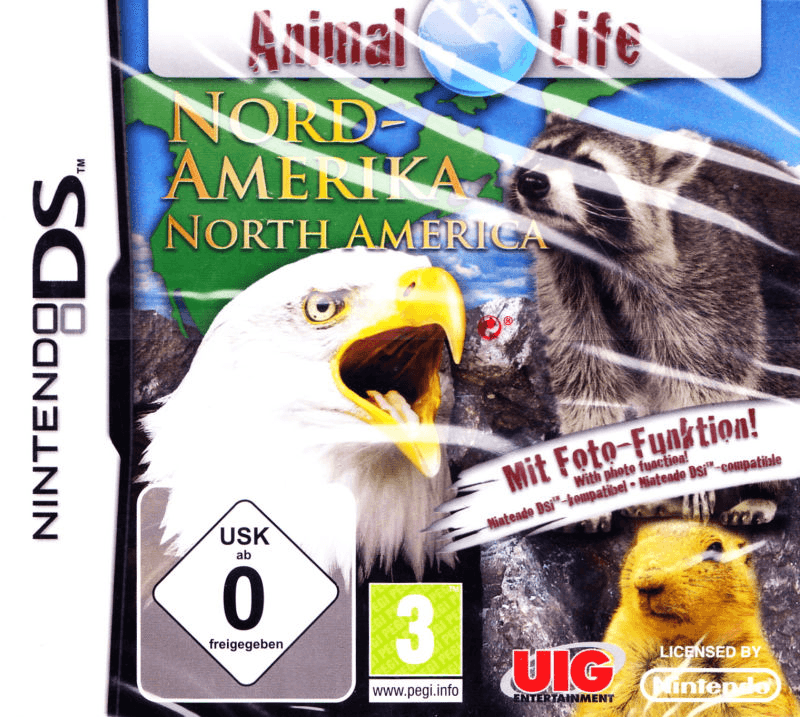 Animal Life
NORD-
AMERIKA
NORTH AMERICA
NINTENDO DS™
®
Mit Foto-Funktion!
With photo function!
Nintendo DSi™-kompatibel • Nintendo DSi™-compatible
USK
ab
0
freigegeben
3
www.pegi.info
UIG
ENTERTAINMENT
LICENSED BY
Nintendo